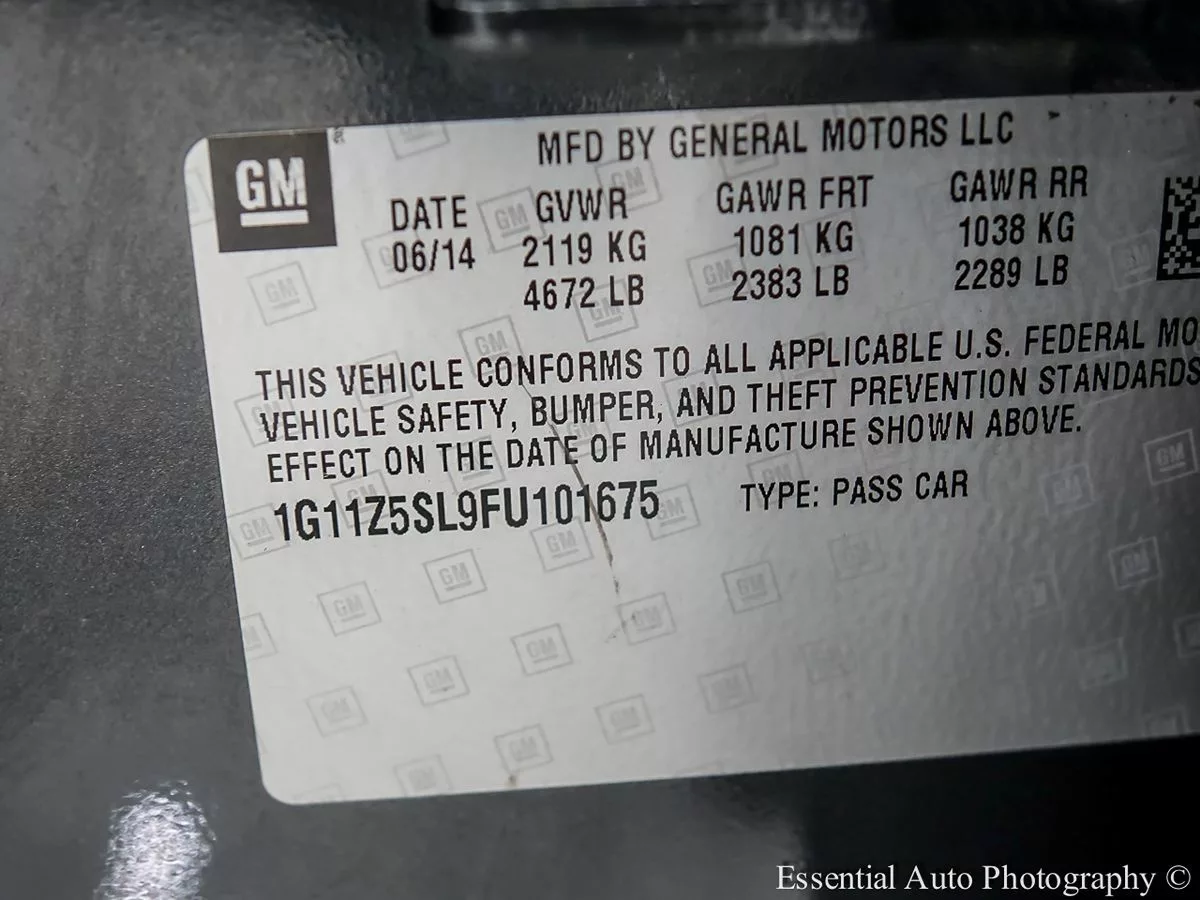 GM
MFD BY GENERAL MOTORS LLC
DATE GVWR GAWR FRT GAWR RR
06/14 2119 KG 1081 KG 1038 KG
4672 LB 2383 LB 2289 LB
THIS VEHICLE CONFORMS TO ALL APPLICABLE U.S. FEDERAL MO
VEHICLE SAFETY, BUMPER, AND THEFT PREVENTION STANDARDS
EFFECT ON THE DATE OF MANUFACTURE SHOWN ABOVE.
1G11Z5SL9FU101675 TYPE: PASS CAR
Essential Auto Photography ©